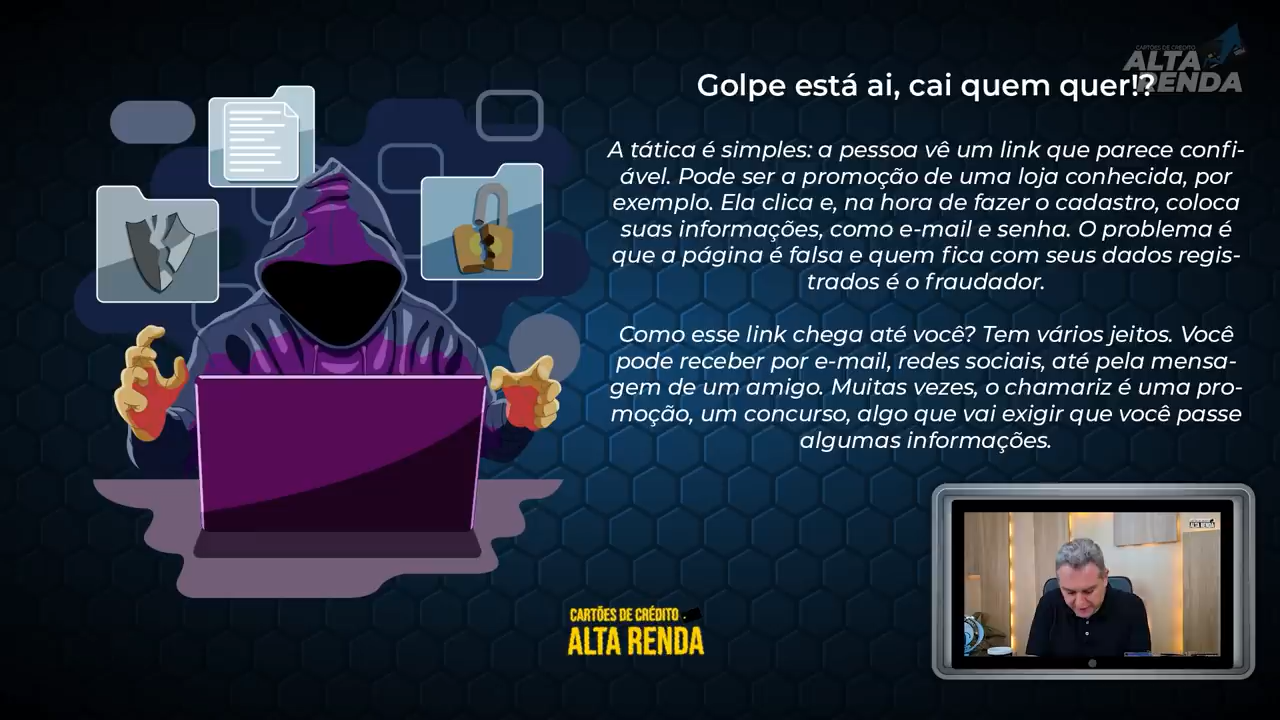 CARTÕES DE CRÉDITO
ALTA
RENDA
Golpe está ai, cai quem quer!?
A tática é simples: a pessoa vê um link que parece confi-
ável. Pode ser a promoção de uma loja conhecida, por
exemplo. Ela clica e, na hora de fazer o cadastro, coloca
suas informações, como e-mail e senha. O problema é
que a página é falsa e quem fica com seus dados regis-
trados é o fraudador.
Como esse link chega até você? Tem vários jeitos. Você
pode receber por e-mail, redes sociais, até pela mensa-
gem de um amigo. Muitas vezes, o chamariz é uma pro-
moção, um concurso, algo que vai exigir que você passe
algumas informações.
CARTÕES DE CRÉDITO
ALTA RENDA